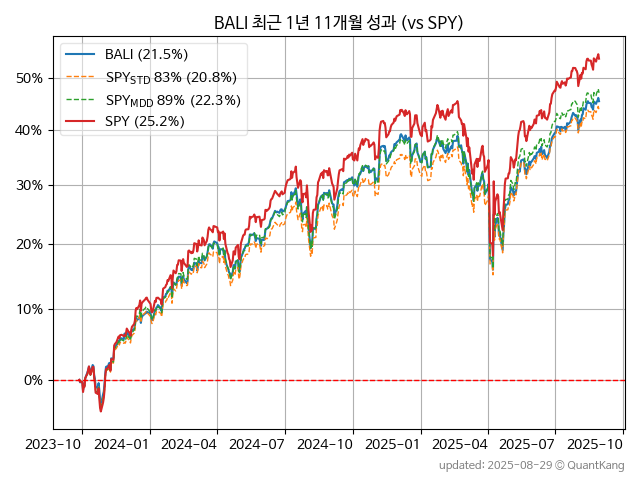 BALI 최근 1년 11개월 성과 (vs SPY)
BALI (21.5%)
SPY_STD 83% (20.8%)
SPY_MDD 89% (22.3%)
SPY (25.2%)
50%
40%
30%
20%
10%
0%
2023-10 2024-01 2024-04 2024-07 2024-10 2025-01 2025-04 2025-07 2025-10
updated: 2025-08-29 © QuantKang